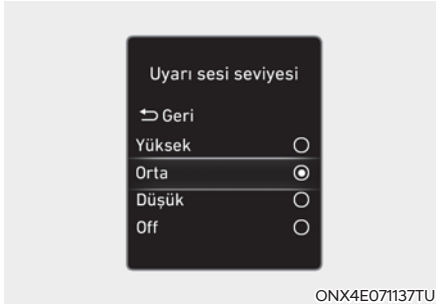 Uyarı sesi seviyesi
Geri
Yüksek
Orta
Düşük
Off
ONX4E071137TU